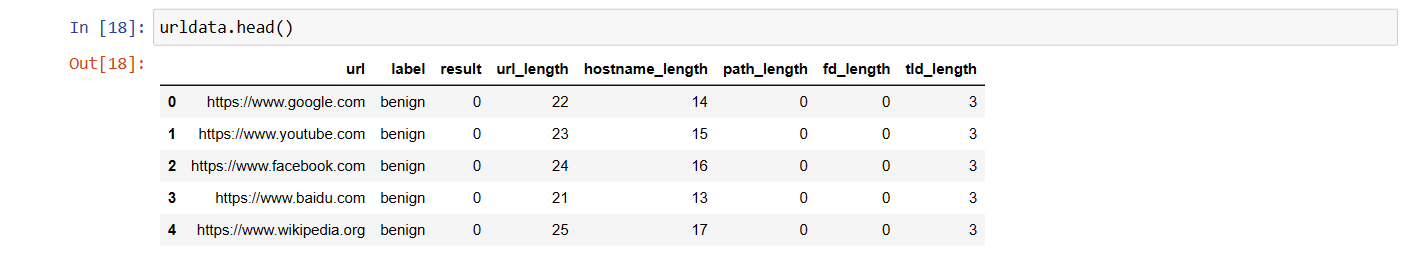 In [18]: urldata.head()
Out[18]:
url label result url_length hostname_length path_length fd_length tld_length
0 https://www.google.com benign 0 22 14 0 0 3
1 https://www.youtube.com benign 0 23 15 0 0 3
2 https://www.facebook.com benign 0 24 16 0 0 3
3 https://www.baidu.com benign 0 21 13 0 0 3
4 https://www.wikipedia.org benign 0 25 17 0 0 3